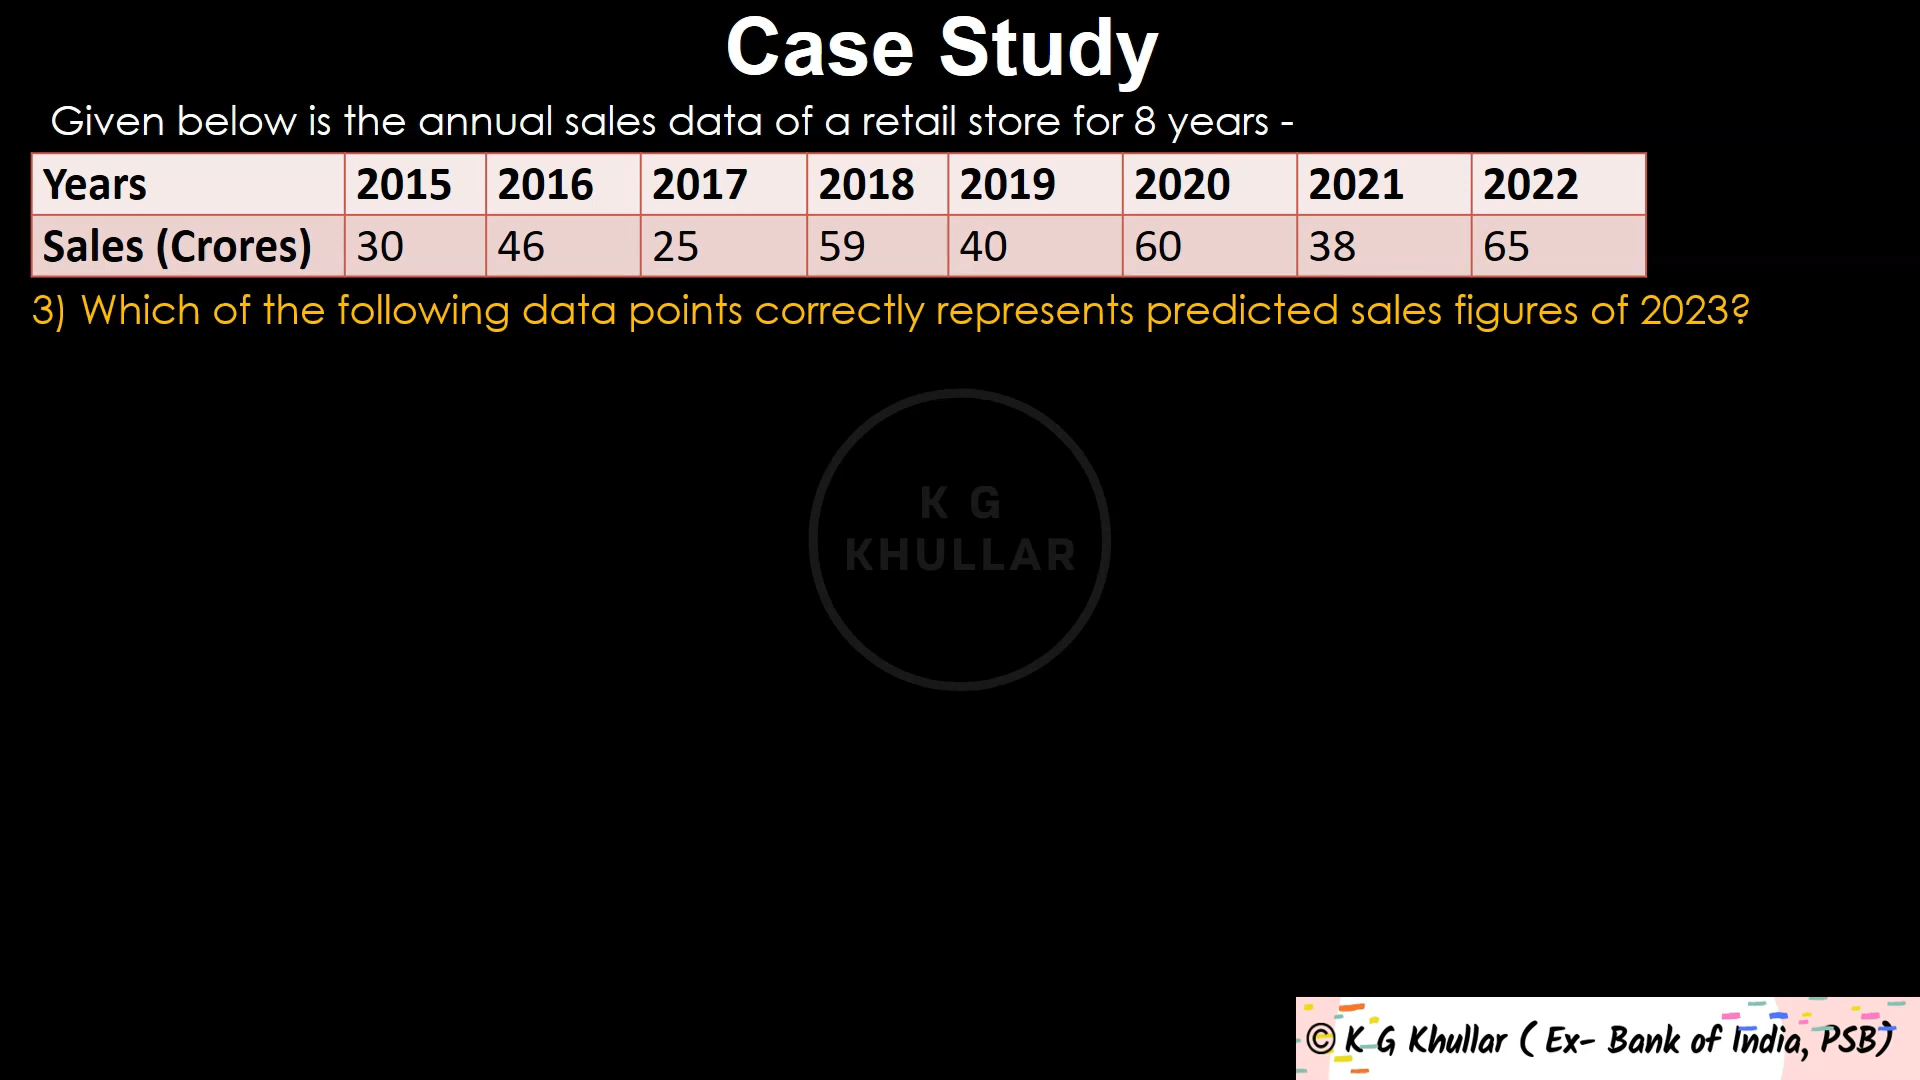 Case Study
Given below is the annual sales data of a retail store for 8 years -
Years 2015 2016 2017 2018 2019 2020 2021 2022
Sales (Crores) 30 46 25 59 40 60 38 65
3) Which of the following data points correctly represents predicted sales figures of 2023?
K G
KHULLAR
© K G Khullar ( Ex- Bank of India, PSB)